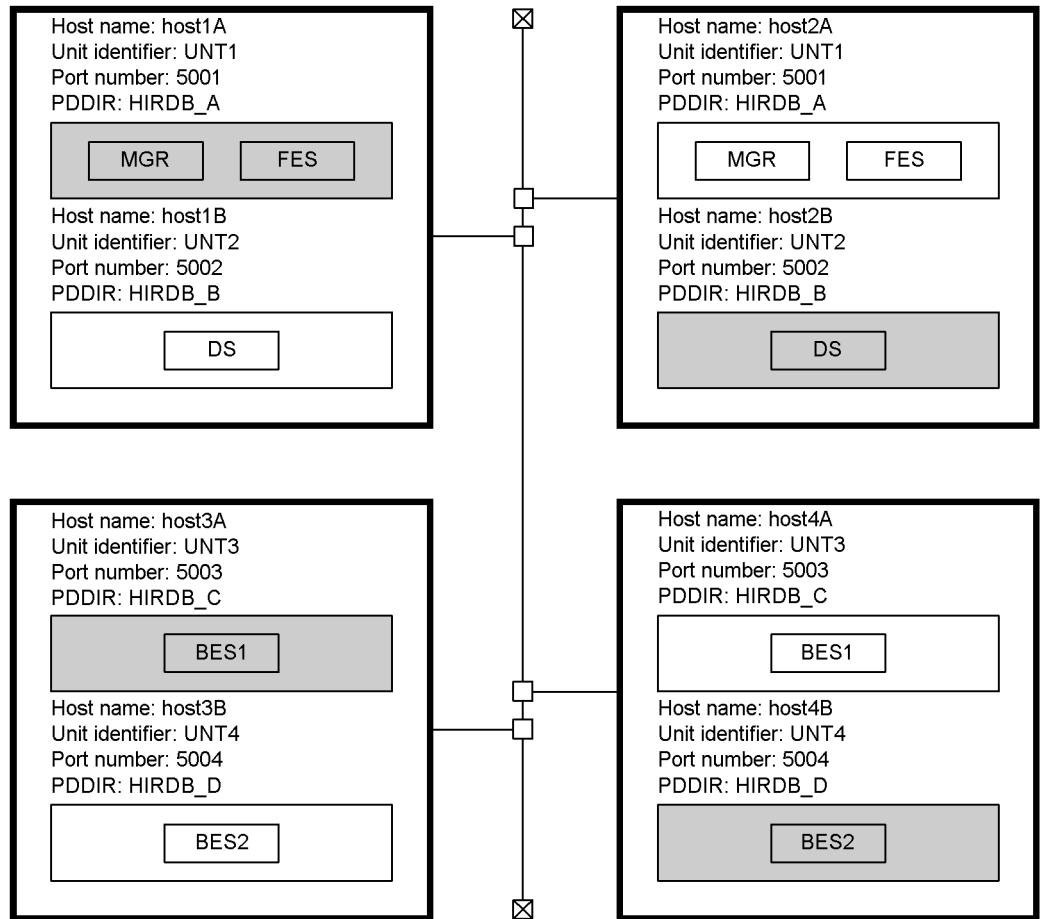 Host name: host1A
Unit identifier: UNT1
Port number: 5001
PDDIR: HIRDB_A
MGR
FES
Host name: host1B
Unit identifier: UNT2
Port number: 5002
PDDIR: HIRDB_B
DS
Host name: host2A
Unit identifier: UNT1
Port number: 5001
PDDIR: HIRDB_A
MGR
FES
Host name: host2B
Unit identifier: UNT2
Port number: 5002
PDDIR: HIRDB_B
DS
Host name: host3A
Unit identifier: UNT3
Port number: 5003
PDDIR: HIRDB_C
BES1
Host name: host3B
Unit identifier: UNT4
Port number: 5004
PDDIR: HIRDB_D
BES2
Host name: host4A
Unit identifier: UNT3
Port number: 5003
PDDIR: HIRDB_C
BES1
Host name: host4B
Unit identifier: UNT4
Port number: 5004
PDDIR: HIRDB_D
BES2